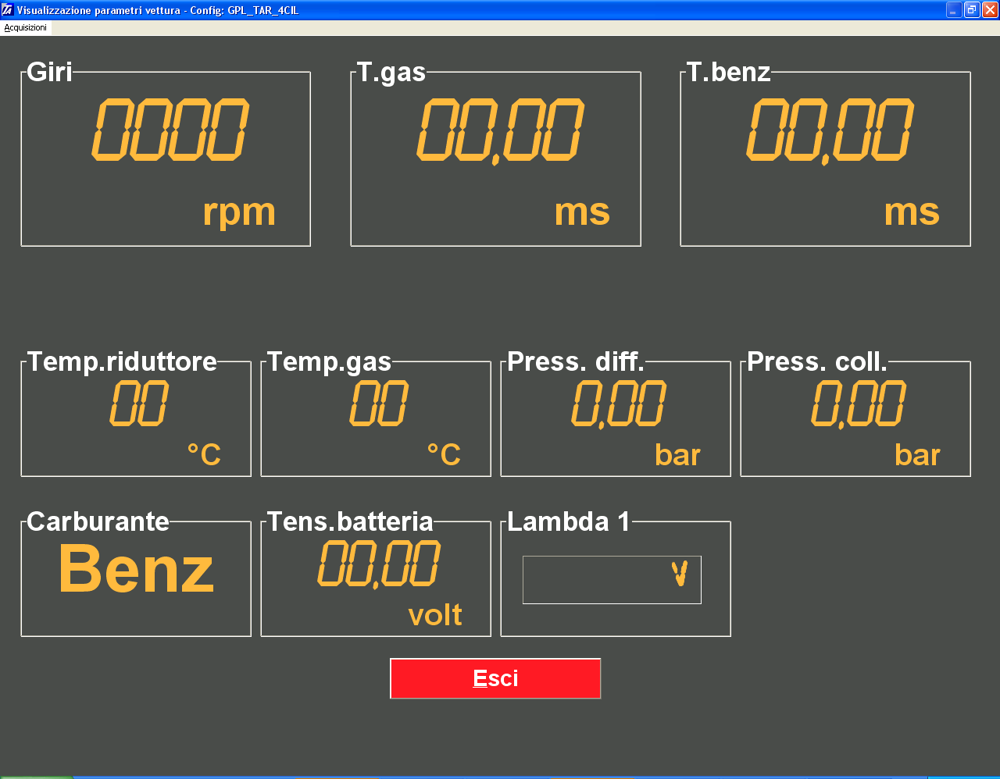 Visualizzazione parametri vettura - Config: GPL_TAR_4CIL
Acquisizioni
Giri
0000
rpm
T.gas
00.00
ms
T.benz
00.00
ms
Temp.riduttore
00
°C
Temp.gas
00
°C
Press. diff.
0.00
bar
Press. coll.
0.00
bar
Carburante
Benz
Tens.batteria
00.00
volt
Lambda 1
V
Esci